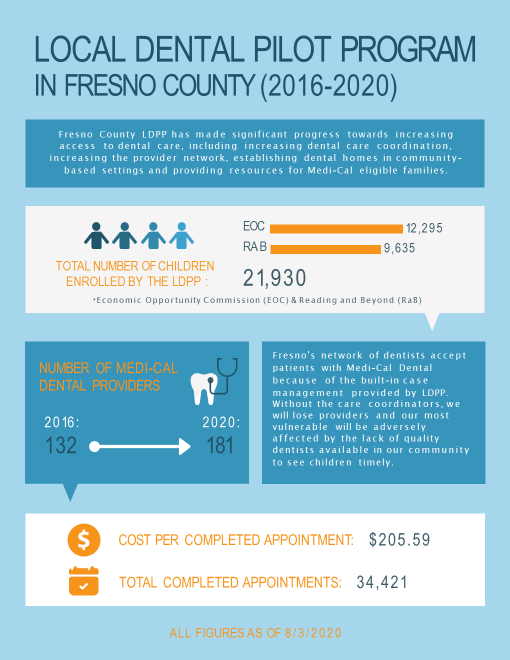 LOCAL DENTAL PILOT PROGRAM
IN FRESNO COUNTY (2016-2020)
Fresno County LDPP has made significant progress towards increasing
access to dental care, including increasing dental care coordination,
increasing the provider network, establishing dental homes in community-
based settings and providing resources for Medi-Cal eligible families.
EOC 12,295
RAB 9,635
TOTAL NUMBER OF CHILDREN
ENROLLED BY THE LDPP :
21,930
*Economic Opportunity Commission (EOC) & Reading and Beyond (RaB)
NUMBER OF MEDI-CAL
DENTAL PROVIDERS
2016: 2020:
132 181
Fresno's network of dentists accept
patients with Medi-Cal Dental
because of the built-in case
management provided by LDPP.
Without the care coordinators, we
will lose providers and our most
vulnerable will be adversely
affected by the lack of quality
dentists available in our community
to see children timely.
$
COST PER COMPLETED APPOINTMENT: $205.59
TOTAL COMPLETED APPOINTMENTS: 34,421
ALL FIGURES AS OF 8/3/2020